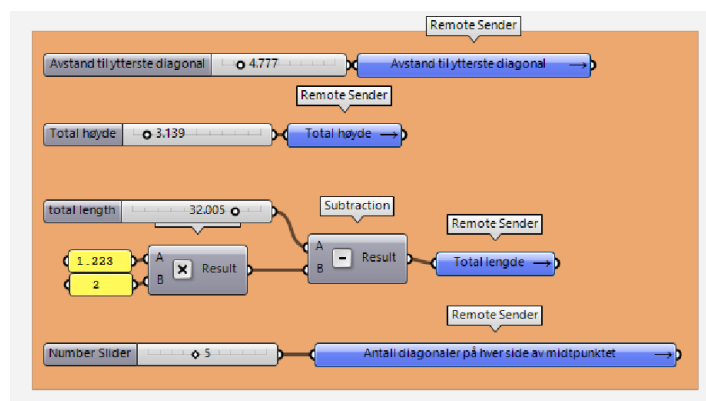 Remote Sender
Avstand til ytterste diagonal 4.777 Avstand til ytterste diagonal →
Remote Sender
Total høyde 3.139 Total høyde →
total length 32.005 Subtraction
Remote Sender
A
B
- Result
Total lengde →
1.223
2
A
B
× Result
Remote Sender
Number Slider 5 Antall diagonaler på hver side av midtpunktet →